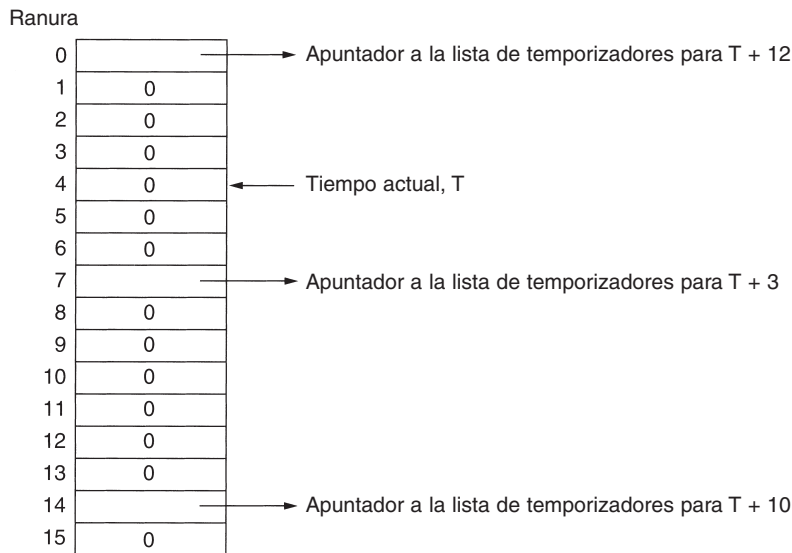 Ranura
0 Apuntador a la lista de temporizadores para T + 12
1 0
2 0
3 0
4 0 Tiempo actual, T
5 0
6 0
7 Apuntador a la lista de temporizadores para T + 3
8 0
9 0
10 0
11 0
12 0
13 0
14 Apuntador a la lista de temporizadores para T + 10
15 0